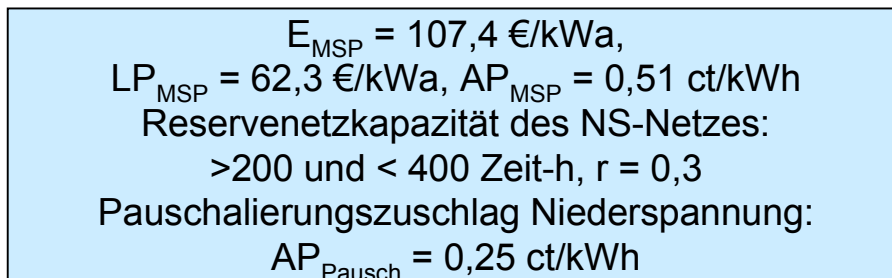 E_MSP = 107,4 €/kWa,
LP_MSP = 62,3 €/kWa, AP_MSP = 0,51 ct/kWh
Reservenetzkapazität des NS-Netzes:
>200 und < 400 Zeit-h, r = 0,3
Pauschalierungszuschlag Niederspannung:
AP_Pausch = 0,25 ct/kWh